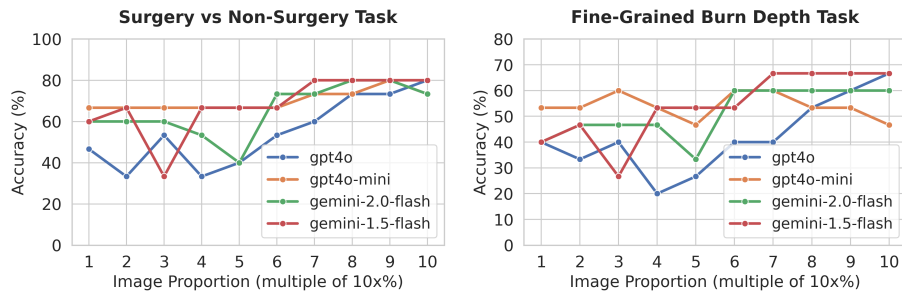 Surgery vs Non-Surgery Task
100
80
60
40
20
0
Accuracy (%)
gpt4o
gpt4o-mini
gemini-2.0-flash
gemini-1.5-flash
1 2 3 4 5 6 7 8 9 10
Image Proportion (multiple of 10x%)
Fine-Grained Burn Depth Task
80
70
60
50
40
30
20
10
0
Accuracy (%)
gpt4o
gpt4o-mini
gemini-2.0-flash
gemini-1.5-flash
1 2 3 4 5 6 7 8 9 10
Image Proportion (multiple of 10x%)